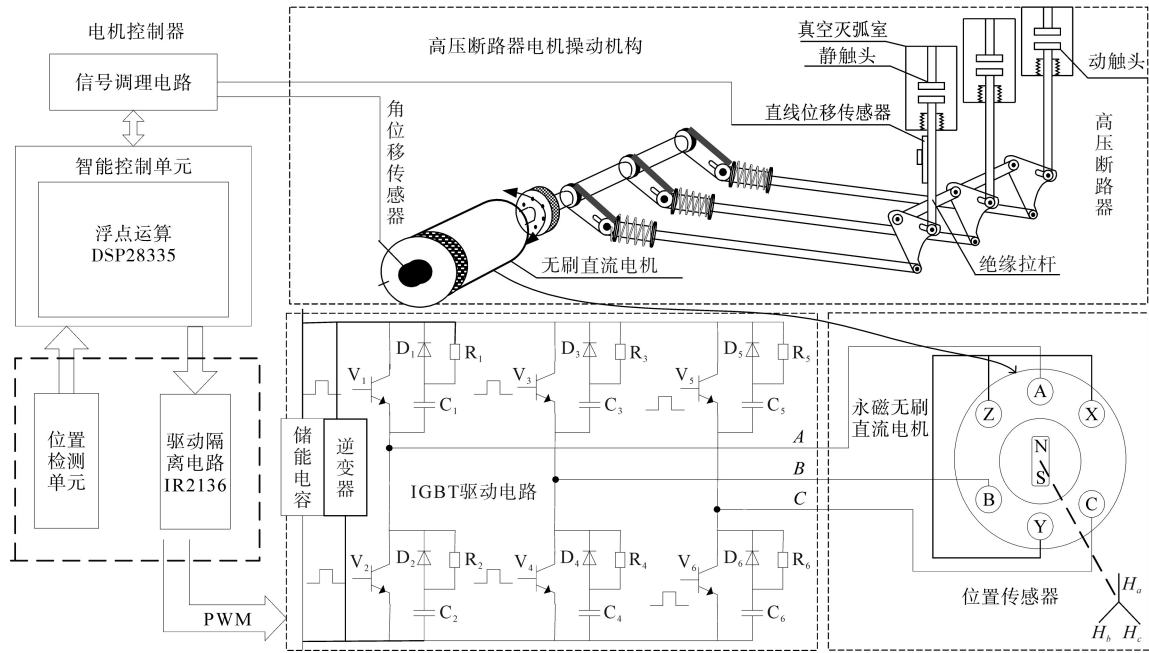 电机控制器
信号调理电路
智能控制单元
浮点运算
DSP28335
位置
检测
单元
驱动隔
离电路
IR2136
PWM
高压断路器电机操动机构
角位移传感器
无刷直流电机
真空灭弧室
静触头
动触头
直线位移传感器
高压断路器
绝缘拉杆
储能电容
逆变器
IGBT驱动电路
V₁
D₁
R₁
C₁
V₃
D₃
R₃
C₃
V₅
D₅
R₅
C₅
A
B
C
V₂
D₂
R₂
C₂
V₄
D₄
R₄
C₄
V₆
D₆
R₆
C₆
永磁无刷
直流电机
A
Z
X
N
S
B
C
Y
位置传感器
Hₐ
H_b
H_c